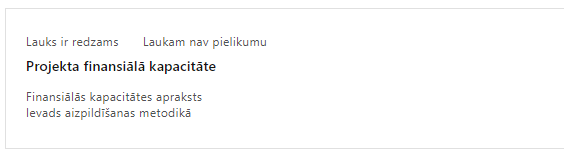 Lauks ir redzams Laukam nav pielikumu
Projekta finansiālā kapacitāte
Finansiālās kapacitātes apraksts
Ievads aizpildīšanas metodikā